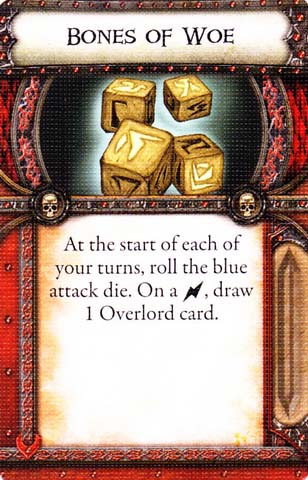 Bones of Woe
At the start of each of
your turns, roll the blue
attack die. On a , draw
1 Overlord card.